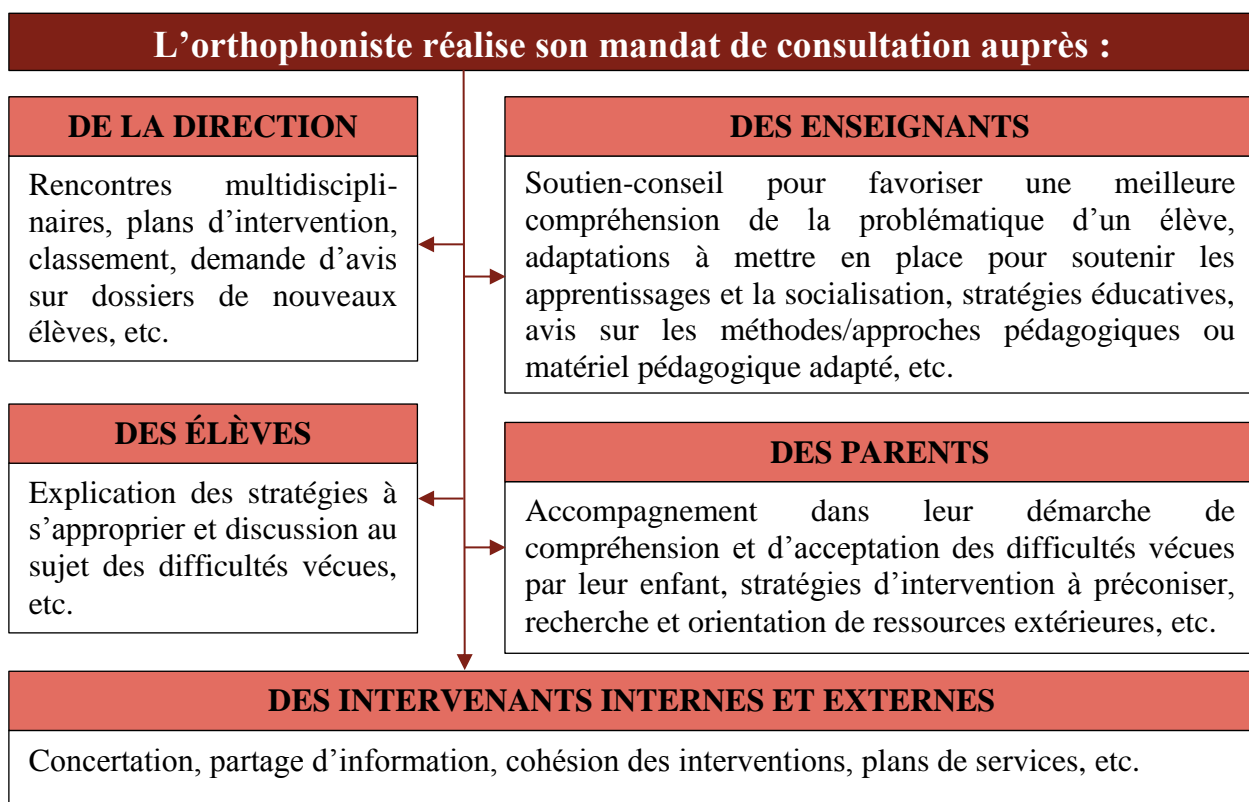 L’orthophoniste réalise son mandat de consultation auprès :
DE LA DIRECTION
Rencontres multidiscipli-
naires, plans d’intervention,
classement, demande d’avis
sur dossiers de nouveaux
élèves, etc.
DES ENSEIGNANTS
Soutien-conseil pour favoriser une meilleure
compréhension de la problématique d’un élève,
adaptations à mettre en place pour soutenir les
apprentissages et la socialisation, stratégies éducatives,
avis sur les méthodes/approches pédagogiques ou
matériel pédagogique adapté, etc.
DES ÉLÈVES
Explication des stratégies à
s’approprier et discussion au
sujet des difficultés vécues,
etc.
DES PARENTS
Accompagnement dans leur démarche de
compréhension et d’acceptation des difficultés vécues
par leur enfant, stratégies d’intervention à préconiser,
recherche et orientation de ressources extérieures, etc.
DES INTERVENANTS INTERNES ET EXTERNES
Concertation, partage d’information, cohésion des interventions, plans de services, etc.